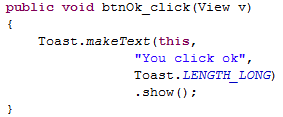 public void btnOk_click(View v)
{
    Toast.makeText(this,
                "You click ok",
                Toast.LENGTH_LONG)
                .show();
}